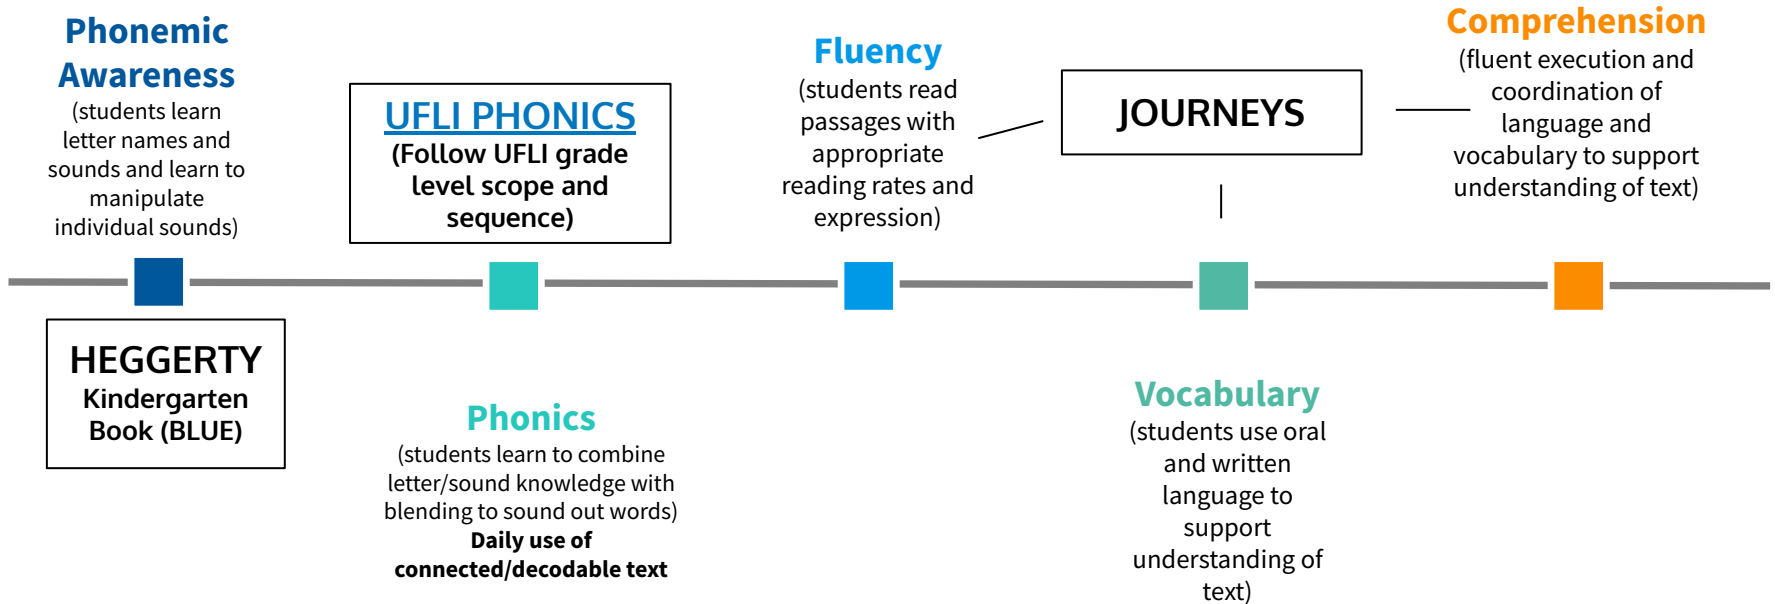 Phonemic
Awareness
(students learn
letter names and
sounds and learn to
manipulate
individual sounds)
HEGGERTY
Kindergarten
Book (BLUE)
UFLI PHONICS
(Follow UFLI grade
level scope and
sequence)
Phonics
(students learn to combine
letter/sound knowledge with
blending to sound out words)
Daily use of
connected/decodable text
Fluency
(students read
passages with
appropriate
reading rates and
expression)
JOURNEYS
Vocabulary
(students use oral
and written
language to
support
understanding of
text)
Comprehension
(fluent execution and
coordination of
language and
vocabulary to support
understanding of text)